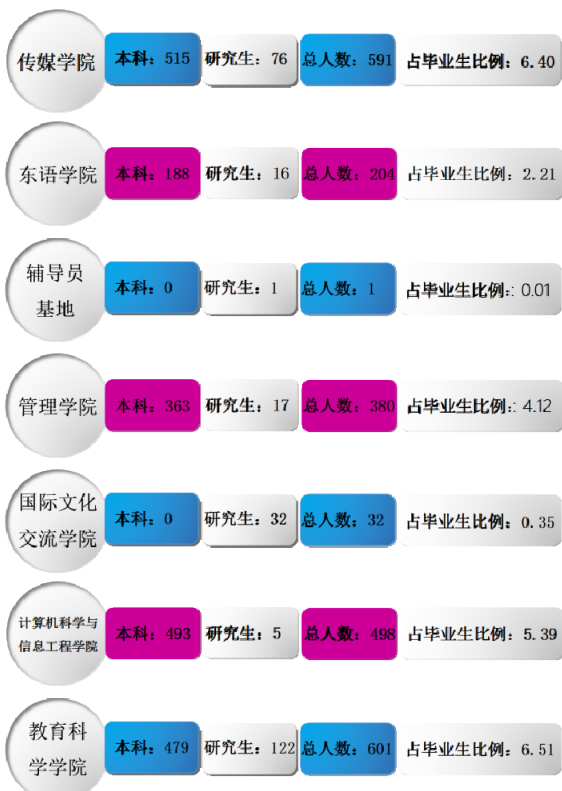 传媒学院 本科：515 研究生：76 总人数：591 占毕业生比例：6.40
东语学院 本科：188 研究生：16 总人数：204 占毕业生比例：2.21
辅导员
基地 本科：0 研究生：1 总人数：1 占毕业生比例:: 0.01
管理学院 本科：363 研究生：17 总人数：380 占毕业生比例:: 4.12
国际文化
交流学院 本科：0 研究生：32 总人数：32 占毕业生比例：0.35
计算机科学与
信息工程学院 本科：493 研究生：5 总人数：498 占毕业生比例：5.39
教育科
学学院 本科：479 研究生：122 总人数：601 占毕业生比例：6.51